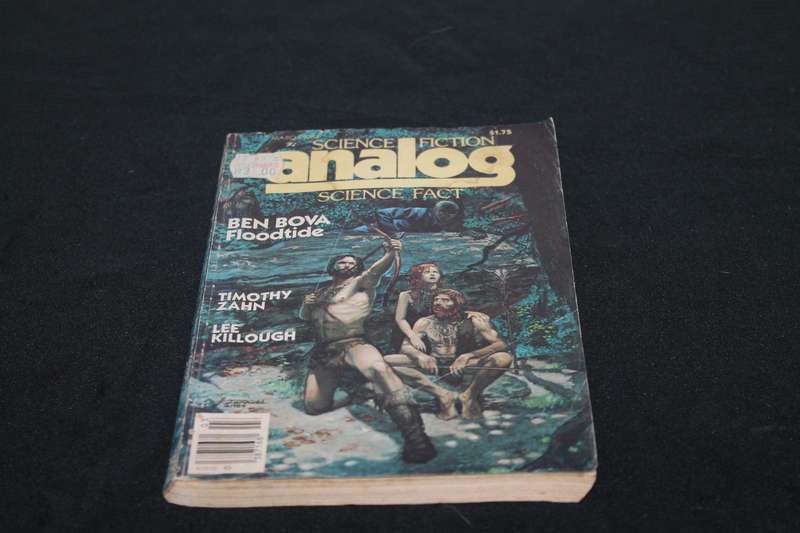 $1.75
SCIENCE FICTION
analog
SCIENCE FACT
BEN BOVA
Floodtide
TIMOTHY
ZAHN
LEE
KILLOUGH